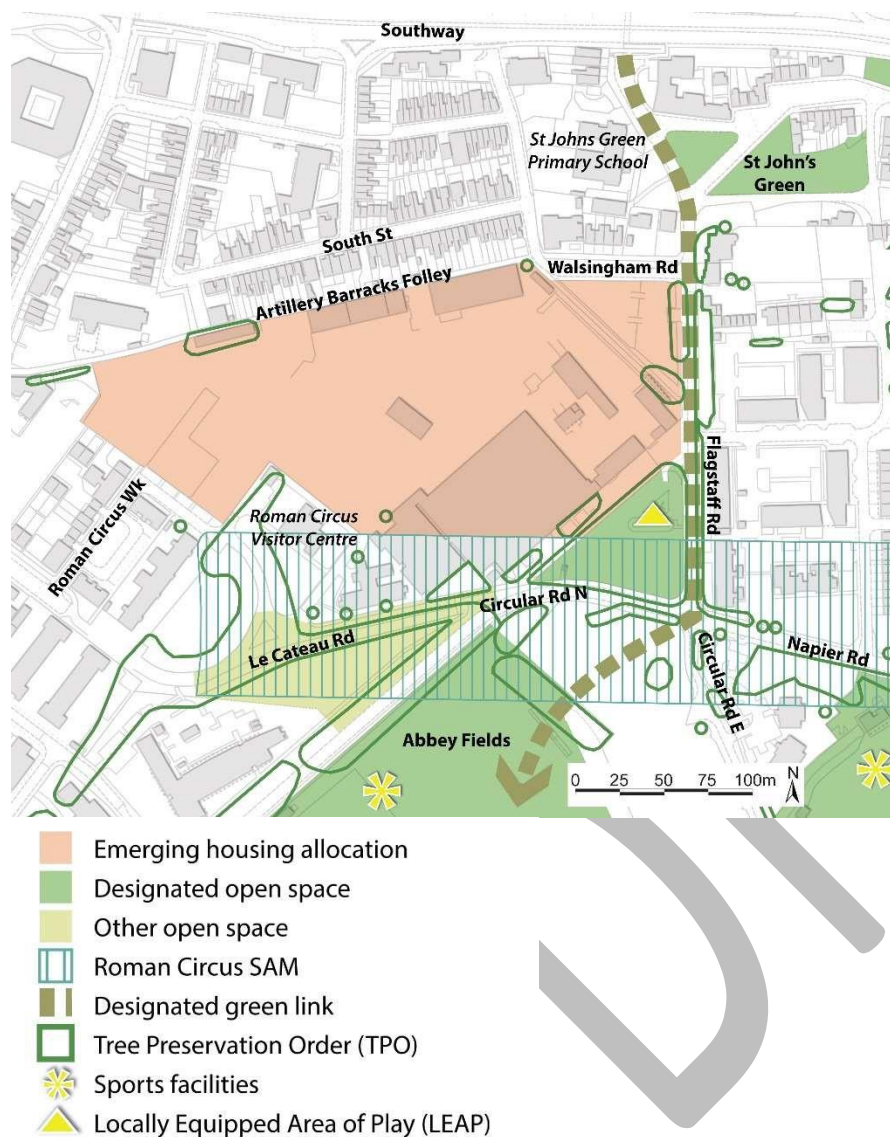 Southway
St Johns Green
Primary School
St John's
Green
South St
Walsingham Rd
Artillery Barracks Folley
Flagstaff Rd
Roman Circus Wk
Roman Circus
Visitor Centre
Circular Rd N
Le Cateau Rd
Napier Rd
Circular Rd E
Abbey Fields
0 25 50 75 100m
N
Emerging housing allocation
Designated open space
Other open space
Roman Circus SAM
Designated green link
Tree Preservation Order (TPO)
Sports facilities
Locally Equipped Area of Play (LEAP)